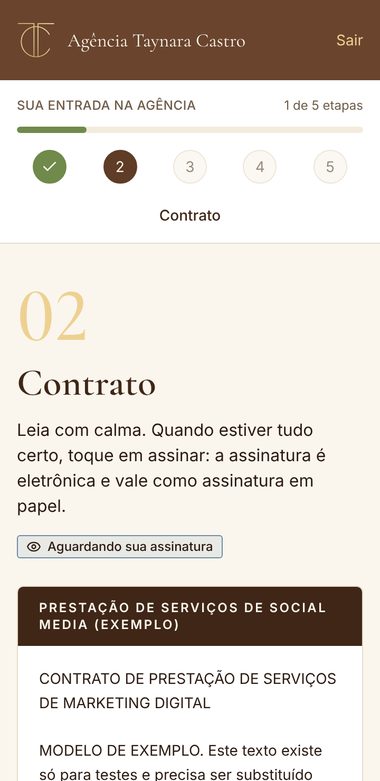 Agência Taynara Castro
Sair
SUA ENTRADA NA AGÊNCIA
1 de 5 etapas
2
3
4
5
Contrato
02
Contrato
Leia com calma. Quando estiver tudo
certo, toque em assinar: a assinatura é
eletrônica e vale como assinatura em
papel.
Aguardando sua assinatura
PRESTAÇÃO DE SERVIÇOS DE SOCIAL
MEDIA (EXEMPLO)
CONTRATO DE PRESTAÇÃO DE SERVIÇOS
DE MARKETING DIGITAL
MODELO DE EXEMPLO. Este texto existe
só para testes e precisa ser substituído